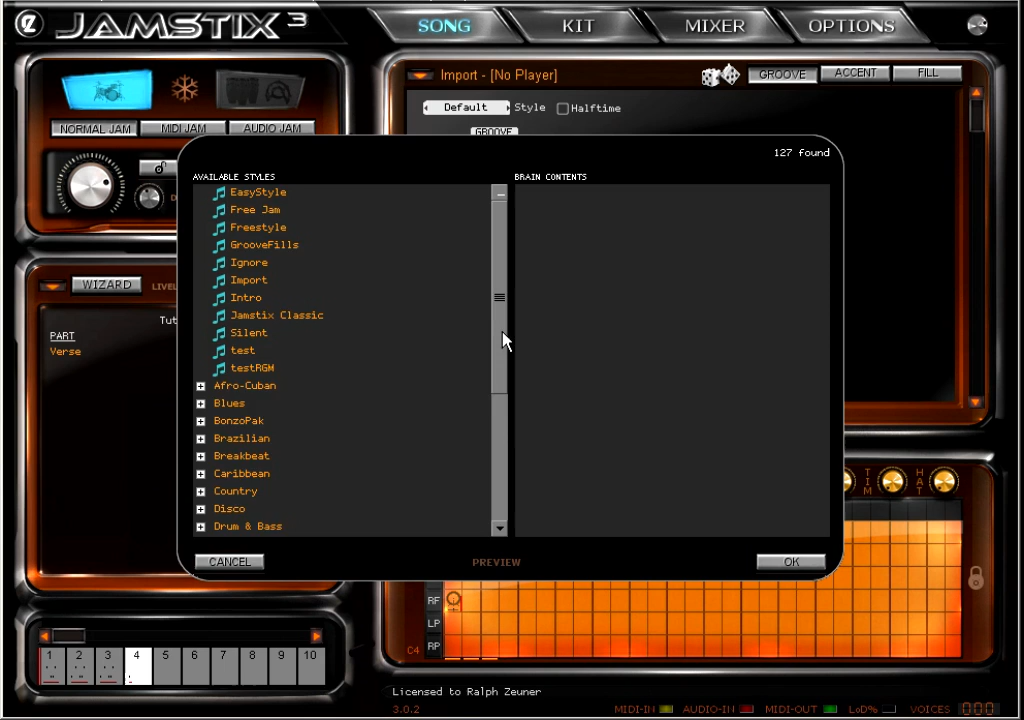 JAMSTIX 3
SONG
KIT
MIXER
OPTIONS
Import - [No Player]
GROOVE
ACCENT
FILL
Default
Style
Halftime
GROOVE
NORMAL JAM
MIDI JAM
AUDIO JAM
127 found
AVAILABLE STYLES
BRAIN CONTENTS
EasyStyle
Free Jam
Freestyle
GrooveFills
Ignore
Import
Intro
Jamstix Classic
Silent
test
testRGM
Afro-Cuban
Blues
BonzoPak
Brazilian
Breakbeat
Caribbean
Country
Disco
Drum & Bass
CANCEL
PREVIEW
OK
WIZARD
PART
Verse
TIM
HAT
RF
LP
C4
RP
1 2 3 4 5 6 7 8 9 10
Licensed to Ralph Zeuner
3.0.2
MIDI-IN
AUDIO-IN
MIDI-OUT
LoD%
VOICES
000